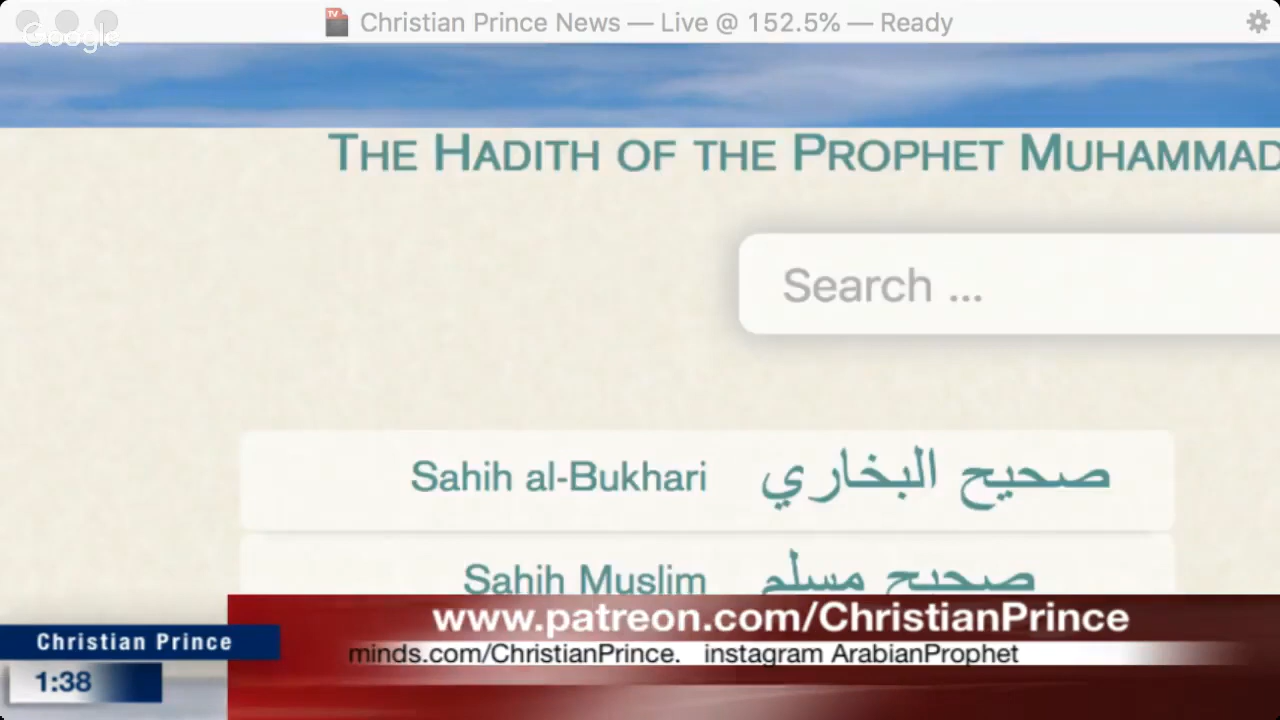 Google
Christian Prince News — Live @ 152.5% — Ready
THE HADITH OF THE PROPHET MUHAMMAD
Search ...
Sahih al-Bukhari صحيح البخاري
Sahih Muslim صحيح مسلم
www.patreon.com/ChristianPrince
Christian Prince
minds.com/ChristianPrince. instagram ArabianProphet
1:38